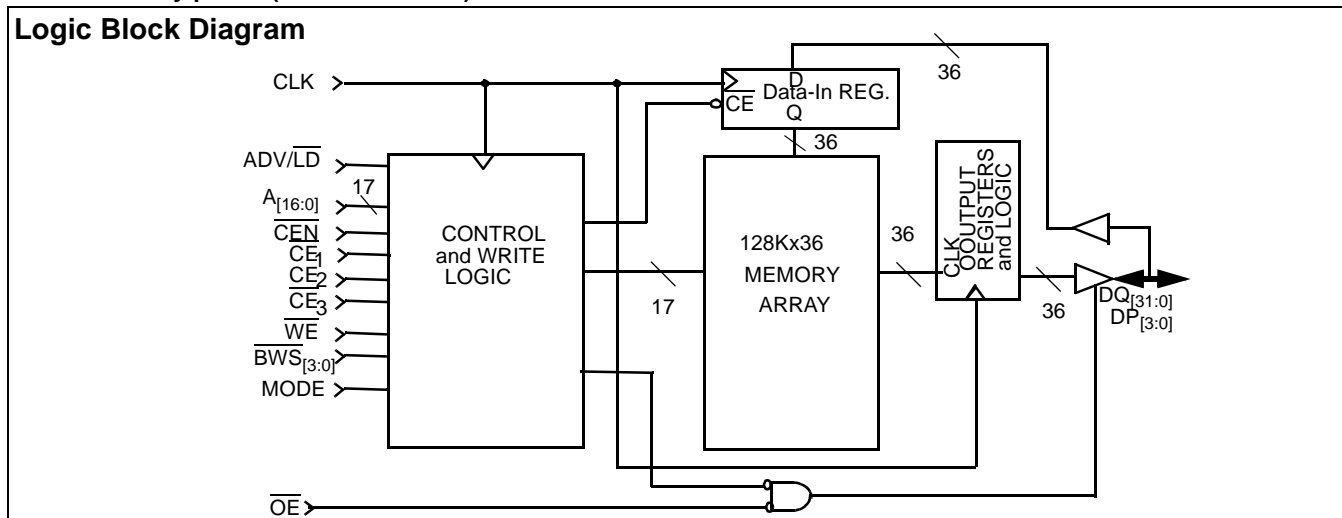 Logic Block Diagram
CLK
ADV/LD
A[16:0]
17
CEN
CE1
CE2
CE3
WE
BWS[3:0]
MODE
OE
CONTROL
and WRITE
LOGIC
D
CE
Data-In REG.
Q
36
36
17
128Kx36
MEMORY
ARRAY
36
CLK
OOUTPUT
REGISTERS
and LOGIC
36
DQ[31:0]
DP[3:0]